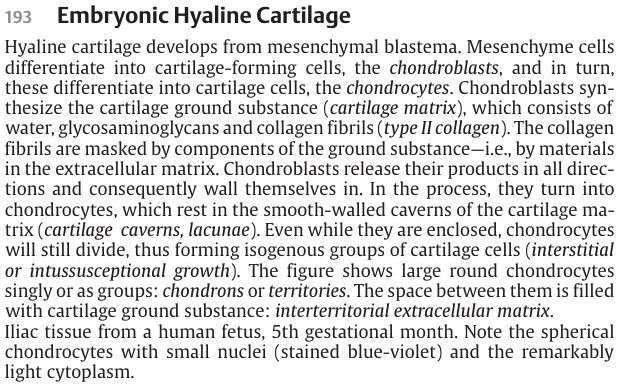 193 Embryonic Hyaline Cartilage
Hyaline cartilage develops from mesenchymal blastema. Mesenchyme cells
differentiate into cartilage-forming cells, the chondroblasts, and in turn,
these differentiate into cartilage cells, the chondrocytes. Chondroblasts syn-
thesize the cartilage ground substance (cartilage matrix), which consists of
water, glycosaminoglycans and collagen fibrils (type II collagen). The collagen
fibrils are masked by components of the ground substance—i.e., by materials
in the extracellular matrix. Chondroblasts release their products in all direc-
tions and consequently wall themselves in. In the process, they turn into
chondrocytes, which rest in the smooth-walled caverns of the cartilage ma-
trix (cartilage caverns, lacunae). Even while they are enclosed, chondrocytes
will still divide, thus forming isogenous groups of cartilage cells (interstitial
or intussusceptional growth). The figure shows large round chondrocytes
singly or as groups: chondrons or territories. The space between them is filled
with cartilage ground substance: interterritorial extracellular matrix.
Iliac tissue from a human fetus, 5th gestational month. Note the spherical
chondrocytes with small nuclei (stained blue-violet) and the remarkably
light cytoplasm.